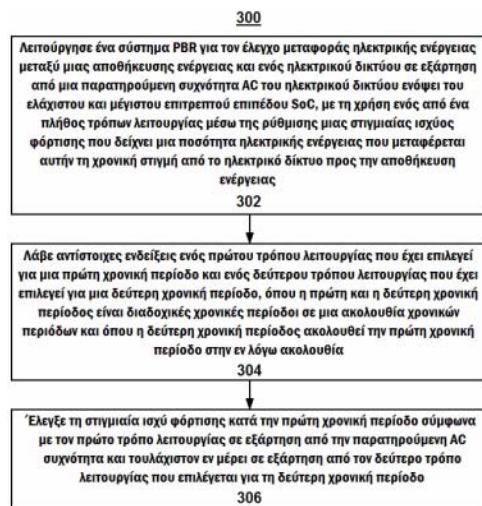 300
Λειτούργησε ένα σύστημα PBR για τον έλεγχο μεταφοράς ηλεκτρικής ενέργειας
μεταξύ μιας αποθήκευσης ενέργειας και ενός ηλεκτρικού δικτύου σε εξάρτηση
από μια παρατηρούμενη συχνότητα AC του ηλεκτρικού δικτύου ενόψει του
ελάχιστου και μέγιστου επιτρεπτού επιπέδου SoC, με τη χρήση ενός από ένα
πλήθος τρόπων λειτουργίας μέσω της ρύθμισης μιας στιγμιαίας ισχύος
φόρτισης που δείχνει μια ποσότητα ηλεκτρικής ενέργειας που μεταφέρεται
αυτήν τη χρονική στιγμή από το ηλεκτρικό δίκτυο προς την αποθήκευση
ενέργειας
302
Λάβε αντίστοιχες ενδείξεις ενός πρώτου τρόπου λειτουργίας που έχει επιλεγεί
για μια πρώτη χρονική περίοδο και ενός δεύτερου τρόπου λειτουργίας που έχει
επιλεγεί για μια δεύτερη χρονική περίοδο, όπου η πρώτη και η δεύτερη χρονική
περίοδος είναι διαδοχικές χρονικές περίοδοι σε μια ακολουθία χρονικών
περιόδων και όπου η δεύτερη χρονική περίοδος ακολουθεί την πρώτη χρονική
περίοδο στην εν λόγω ακολουθία
304
Έλεγξε τη στιγμιαία ισχύ φόρτισης κατά την πρώτη χρονική περίοδο σύμφωνα
με τον πρώτο τρόπο λειτουργίας σε εξάρτηση από την παρατηρούμενη AC
συχνότητα και τουλάχιστον εν μέρει σε εξάρτηση από τον δεύτερο τρόπο
λειτουργίας που επιλέγεται για τη δεύτερη χρονική περίοδο
306